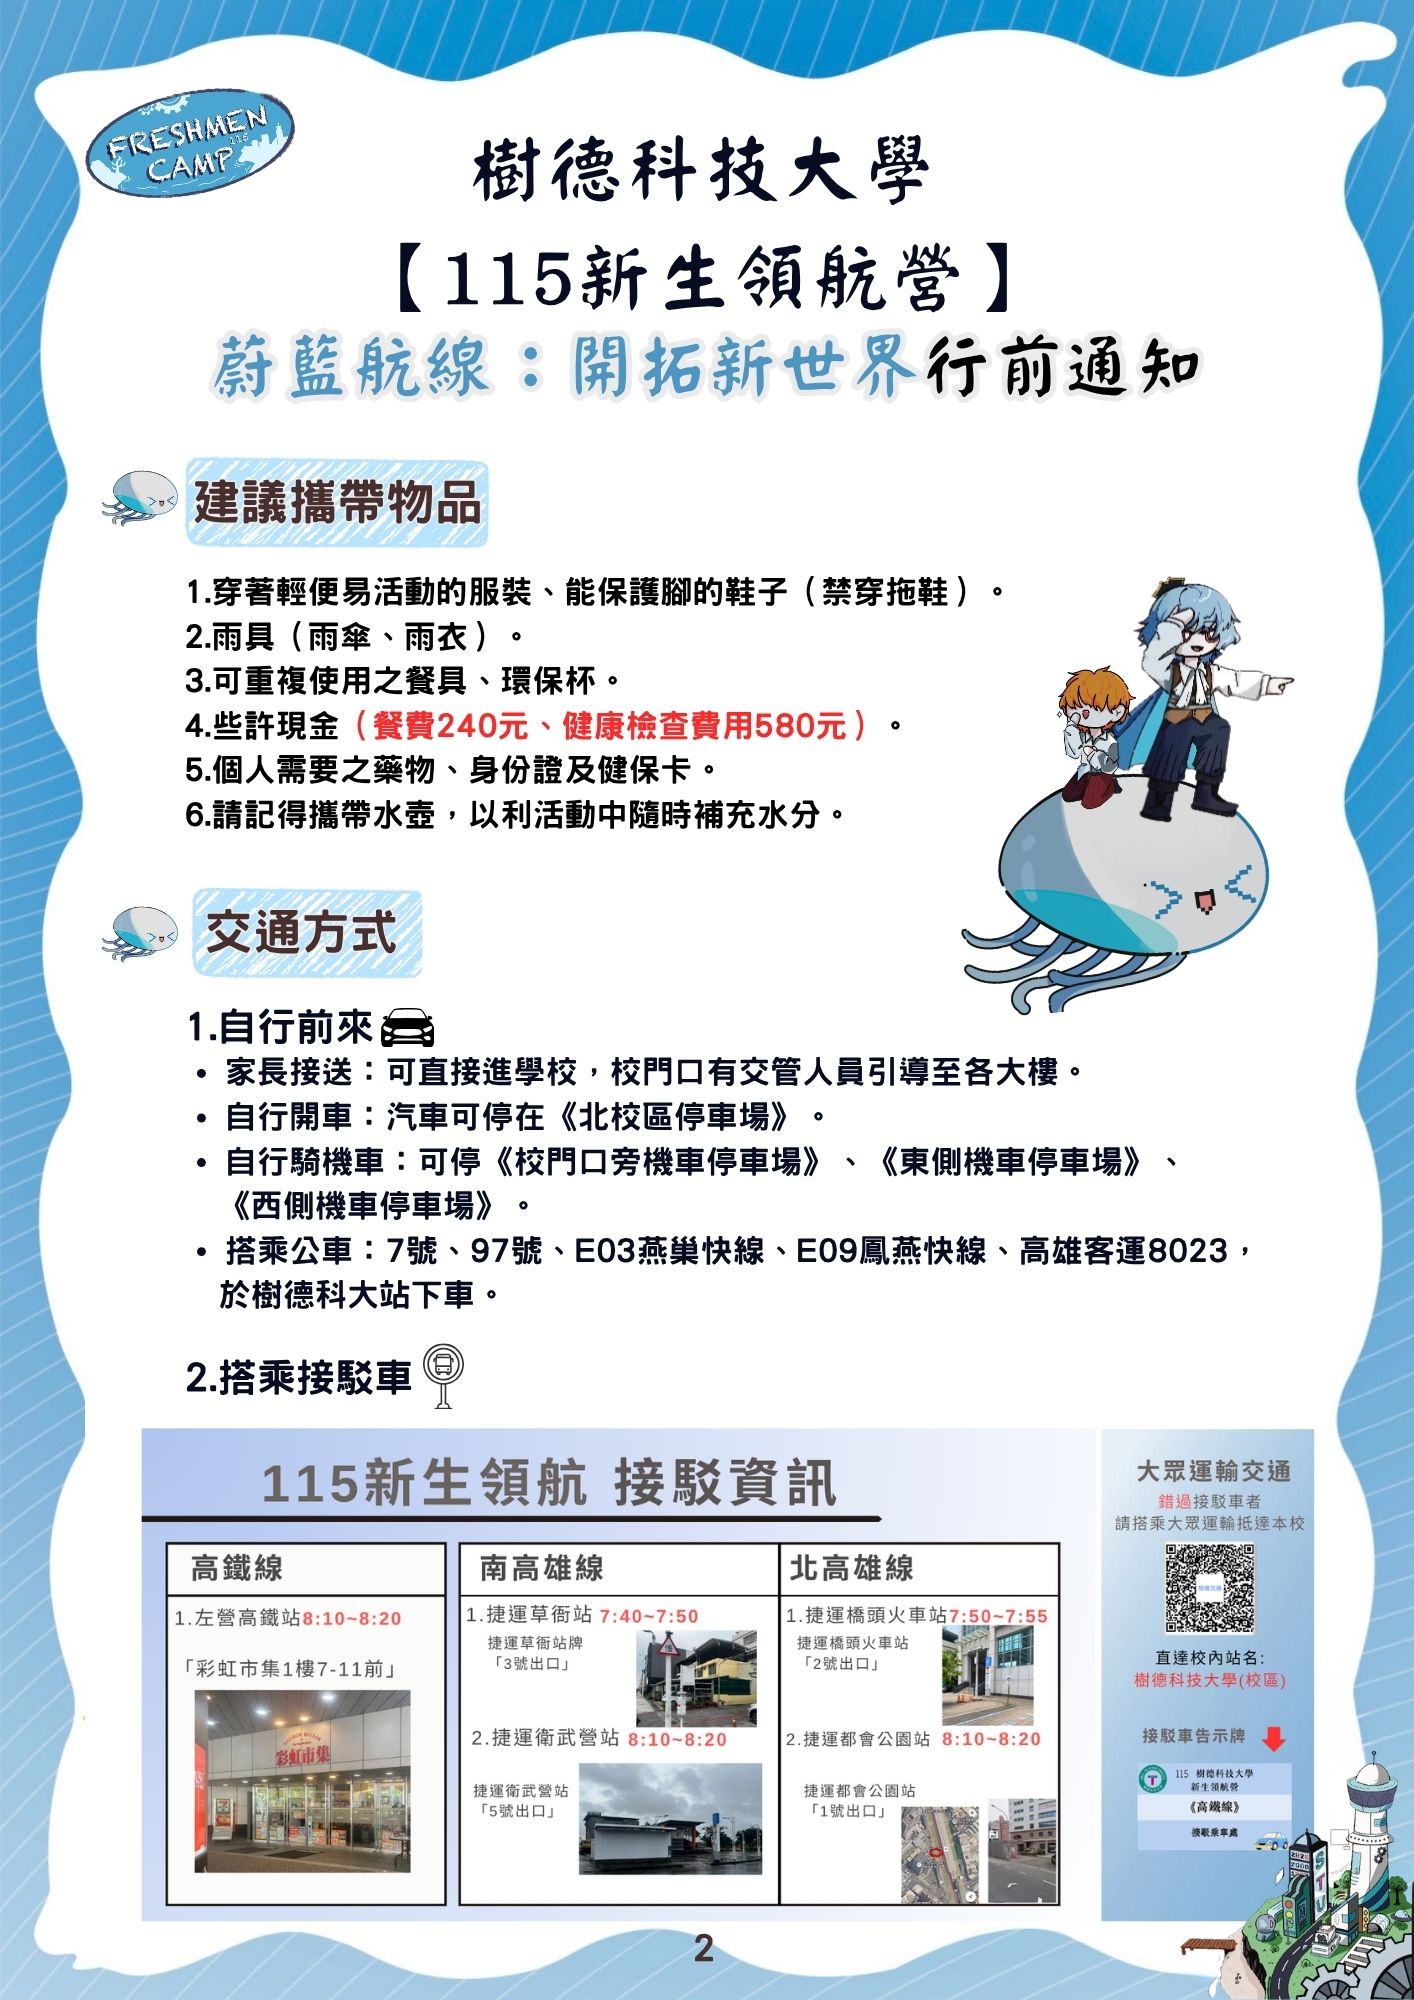 FRESHMEN
115
CAMP
樹德科技大學
【115新生領航營】
蔚藍航線：開拓新世界行前通知
建議攜帶物品
1.穿著輕便易活動的服裝、能保護腳的鞋子（禁穿拖鞋）。
2.雨具（雨傘、雨衣）。
3.可重複使用之餐具、環保杯。
4.些許現金（餐費240元、健康檢查費用580元）。
5.個人需要之藥物、身份證及健保卡。
6.請記得攜帶水壺，以利活動中隨時補充水分。
交通方式
1.自行前來
• 家長接送：可直接進學校，校門口有交管人員引導至各大樓。
• 自行開車：汽車可停在《北校區停車場》。
• 自行騎機車：可停《校門口旁機車停車場》、《東側機車停車場》、
《西側機車停車場》。
• 搭乘公車：7號、97號、E03燕巢快線、E09鳳燕快線、高雄客運8023，
於樹德科大站下車。
2.搭乘接駁車
115新生領航 接駁資訊
高鐵線
1.左營高鐵站8:10~8:20
「彩虹市集1樓7-11前」
彩虹市集
南高雄線
1.捷運草衙站 7:40~7:50
捷運草衙站牌
「3號出口」
2.捷運衛武營站 8:10~8:20
捷運衛武營站
「5號出口」
北高雄線
1.捷運橋頭火車站7:50~7:55
捷運橋頭火車站
「2號出口」
2.捷運都會公園站 8:10~8:20
捷運都會公園站
「1號出口」
大眾運輸交通
錯過接駁車者
請搭乘大眾運輸抵達本校
樹德交通
直達校內站名:
樹德科技大學(校區)
接駁車告示牌
115 樹德科技大學
新生領航營
《高鐵線》
接駁乘車處
STU
2